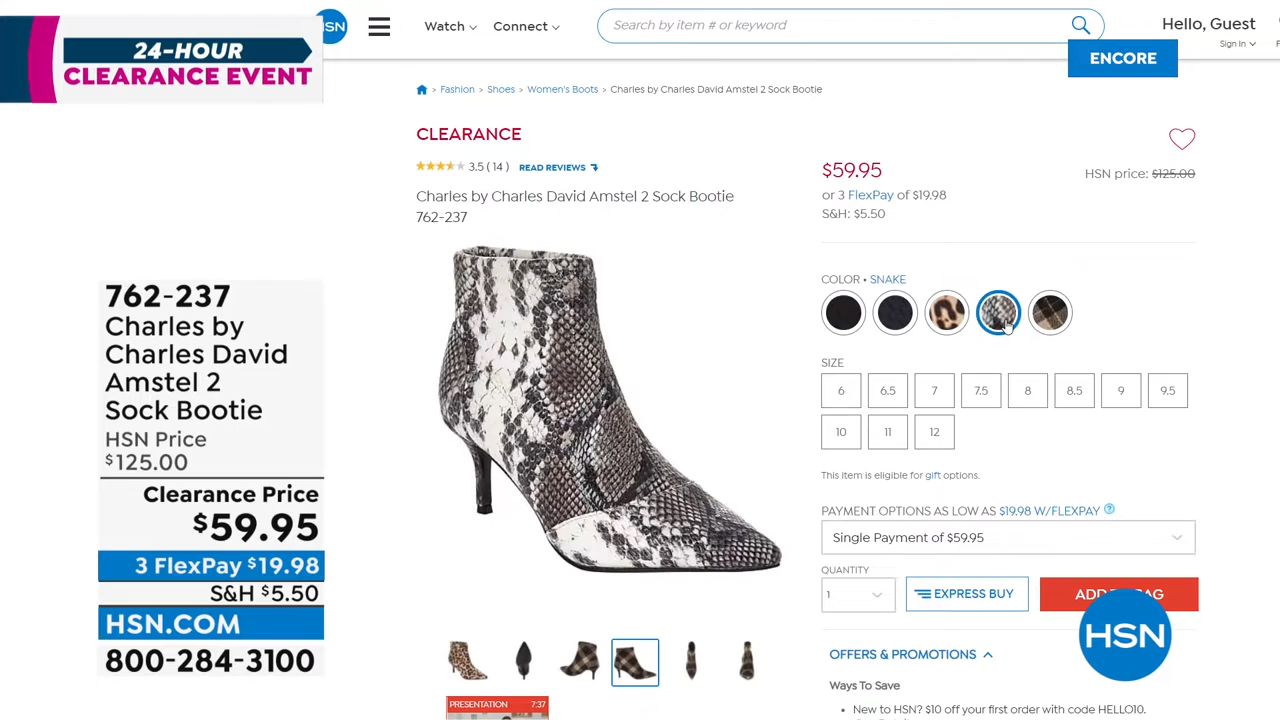 24-HOUR
CLEARANCE EVENT
HSN
Watch
Connect
Search by item # or keyword
Hello, Guest
Sign In
ENCORE
> Fashion > Shoes > Women's Boots > Charles by Charles David Amstel 2 Sock Bootie
CLEARANCE
3.5 ( 14 ) READ REVIEWS
Charles by Charles David Amstel 2 Sock Bootie
762-237
$59.95
HSN price: $125.00
or 3 FlexPay of $19.98
S&H: $5.50
COLOR • SNAKE
SIZE
6 6.5 7 7.5 8 8.5 9 9.5
10 11 12
This item is eligible for gift options.
PAYMENT OPTIONS AS LOW AS $19.98 W/FLEXPAY ?
Single Payment of $59.95
QUANTITY
1
EXPRESS BUY
OFFERS & PROMOTIONS
Ways To Save
• New to HSN? $10 off your first order with code HELLO10.
HSN
PRESENTATION 7:37
762-237
Charles by
Charles David
Amstel 2
Sock Bootie
HSN Price
$125.00
Clearance Price
$59.95
3 FlexPay $19.98
S&H $5.50
HSN.COM
800-284-3100